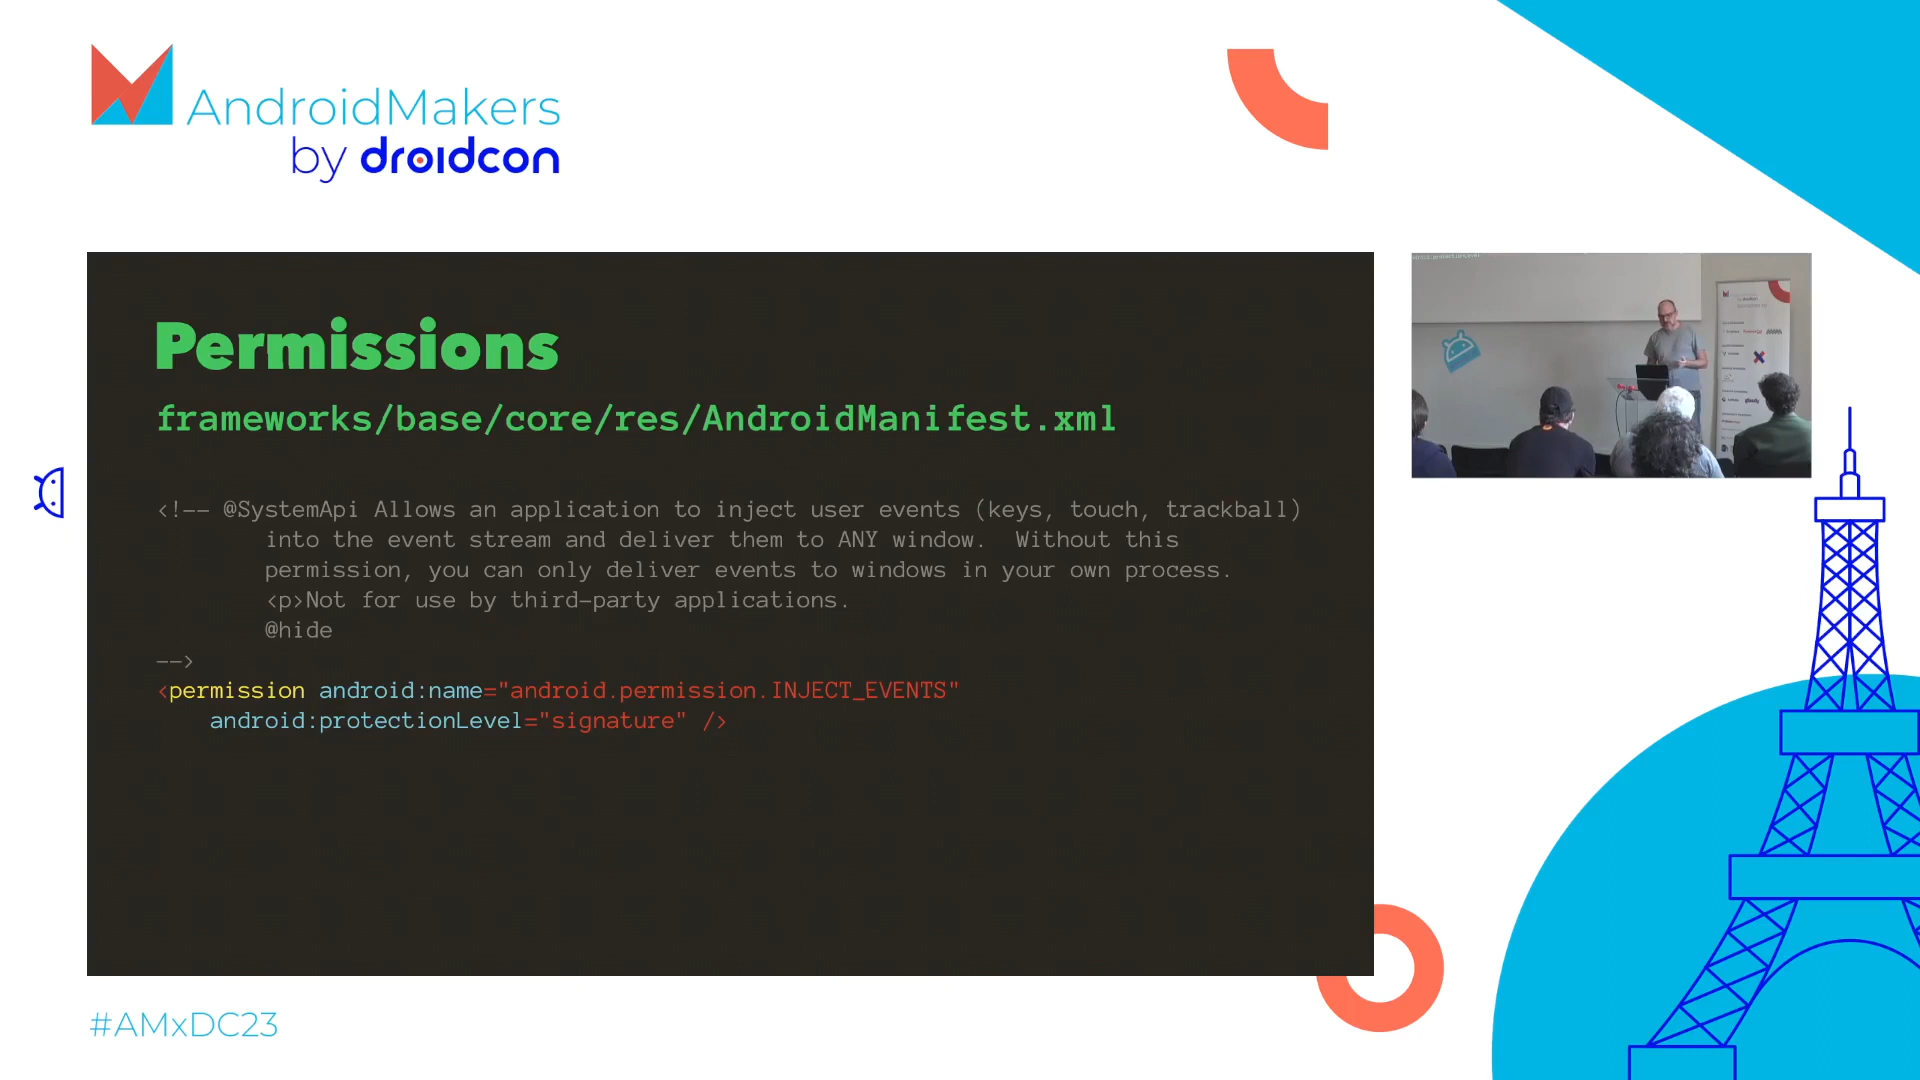 AndroidMakers
by droidcon
Permissions
frameworks/base/core/res/AndroidManifest.xml
<!-- @SystemApi Allows an application to inject user events (keys, touch, trackball)
into the event stream and deliver them to ANY window.  Without this
permission, you can only deliver events to windows in your own process.
<p>Not for use by third-party applications.
@hide
-->
<permission android:name="android.permission.INJECT_EVENTS"
android:protectionLevel="signature" />
#AMxDC23